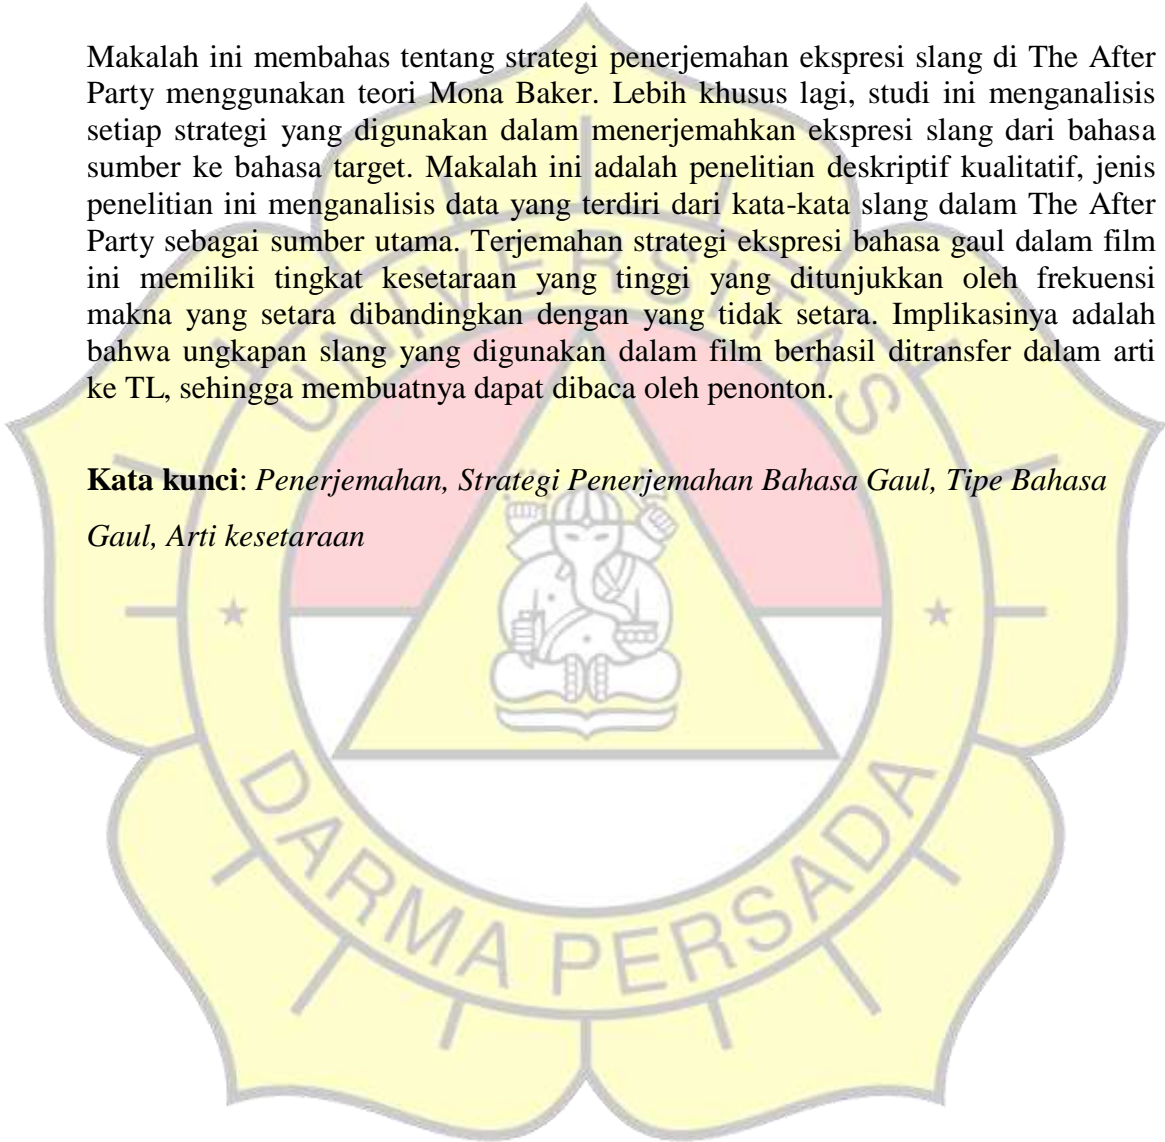 Makalah ini membahas tentang strategi penerjemahan ekspresi slang di The After
Party menggunakan teori Mona Baker. Lebih khusus lagi, studi ini menganalisis
setiap strategi yang digunakan dalam menerjemahkan ekspresi slang dari bahasa
sumber ke bahasa target. Makalah ini adalah penelitian deskriptif kualitatif, jenis
penelitian ini menganalisis data yang terdiri dari kata-kata slang dalam The After
Party sebagai sumber utama. Terjemahan strategi ekspresi bahasa gaul dalam film
ini memiliki tingkat kesetaraan yang tinggi yang ditunjukkan oleh frekuensi
makna yang setara dibandingkan dengan yang tidak setara. Implikasinya adalah
bahwa ungkapan slang yang digunakan dalam film berhasil ditransfer dalam arti
ke TL, sehingga membuatnya dapat dibaca oleh penonton.
Kata kunci: Penerjemahan, Strategi Penerjemahan Bahasa Gaul, Tipe Bahasa
Gaul, Arti kesetaraan
UNIVERSITAS
DARMA PERSADA